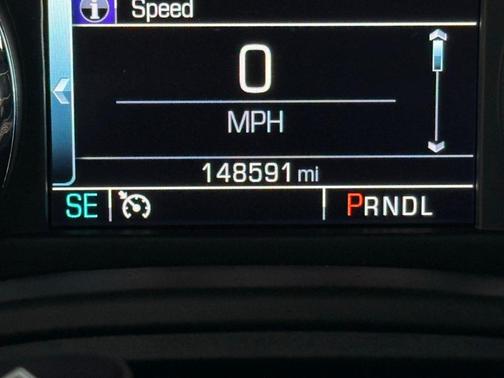 Speed
0
MPH
148591 mi
SE PRNDL